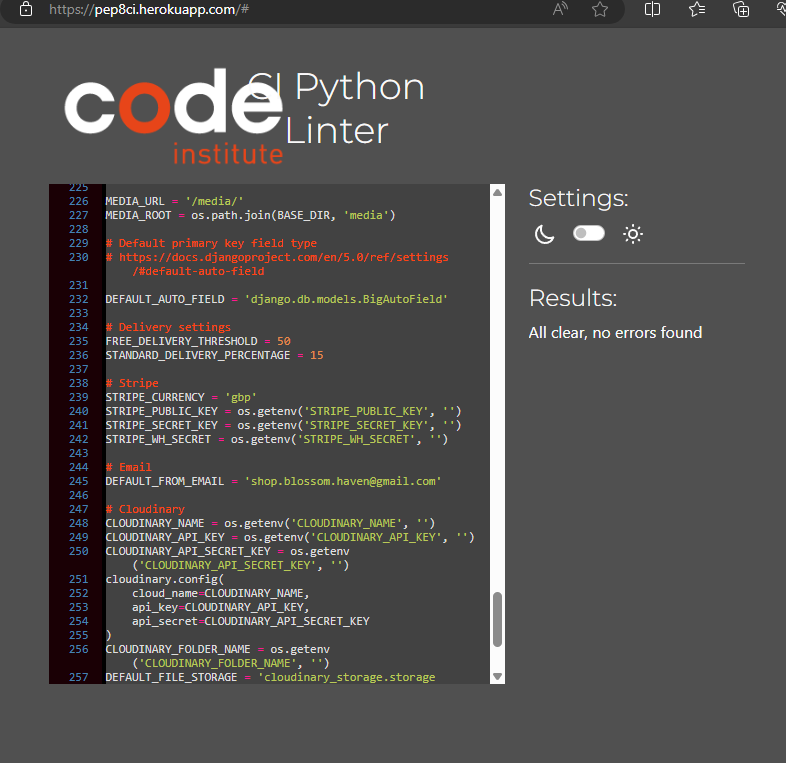 https://pep8ci.herokuapp.com/#
code
institute
CI Python
Linter
225
226 MEDIA_URL = '/media/'
227 MEDIA_ROOT = os.path.join(BASE_DIR, 'media')
228
229 # Default primary key field type
230 # https://docs.djangoproject.com/en/5.0/ref/settings
/#default-auto-field
231
232 DEFAULT_AUTO_FIELD = 'django.db.models.BigAutoField'
233
234 # Delivery settings
235 FREE_DELIVERY_THRESHOLD = 50
236 STANDARD_DELIVERY_PERCENTAGE = 15
237
238 # Stripe
239 STRIPE_CURRENCY = 'gbp'
240 STRIPE_PUBLIC_KEY = os.getenv('STRIPE_PUBLIC_KEY', '')
241 STRIPE_SECRET_KEY = os.getenv('STRIPE_SECRET_KEY', '')
242 STRIPE_WH_SECRET = os.getenv('STRIPE_WH_SECRET', '')
243
244 # Email
245 DEFAULT_FROM_EMAIL = 'shop.blossom.haven@gmail.com'
246
247 # Cloudinary
248 CLOUDINARY_NAME = os.getenv('CLOUDINARY_NAME', '')
249 CLOUDINARY_API_KEY = os.getenv('CLOUDINARY_API_KEY', '')
250 CLOUDINARY_API_SECRET_KEY = os.getenv
('CLOUDINARY_API_SECRET_KEY', '')
251 cloudinary.config(
252 cloud_name=CLOUDINARY_NAME,
253 api_key=CLOUDINARY_API_KEY,
254 api_secret=CLOUDINARY_API_SECRET_KEY
255 )
256 CLOUDINARY_FOLDER_NAME = os.getenv
('CLOUDINARY_FOLDER_NAME', '')
257 DEFAULT_FILE_STORAGE = 'cloudinary_storage.storage
Settings:
Results:
All clear, no errors found